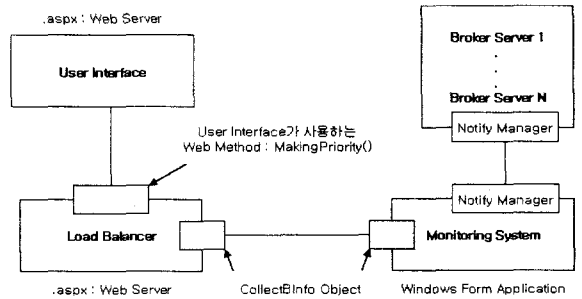 .aspx : Web Server
User Interface
Broker Server 1
.
.
.
Broker Server N
Notify Manager
User Interface가 사용하는
Web Method : MakingPriority()
Notify Manager
Load Balancer
Monitoring System
.aspx : Web Server
CollectBInfo Object
Windows Form Application